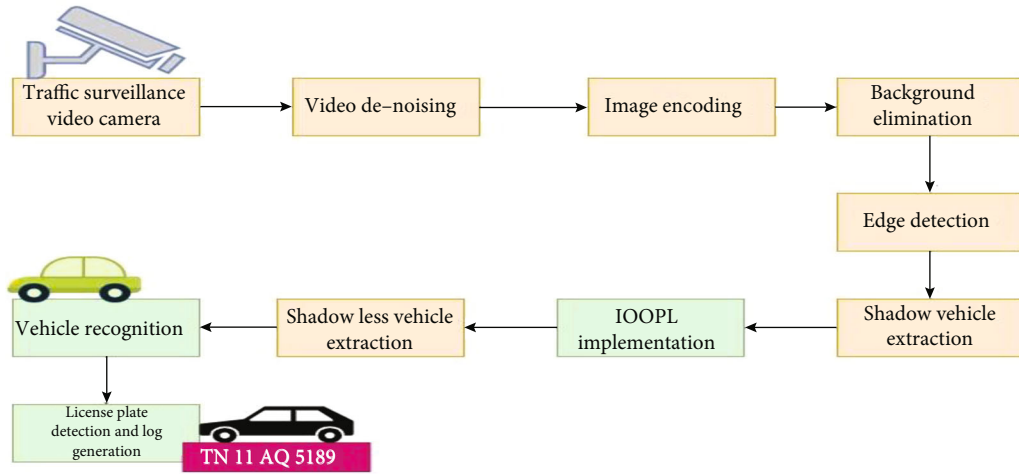 Traffic surveillance
video camera
Video de–noising
Image encoding
Background
elimination
Edge detection
Shadow vehicle
extraction
IOOPL
implementation
Shadow less vehicle
extraction
Vehicle recognition
License plate
detection and log
generation
TN 11 AQ 5189